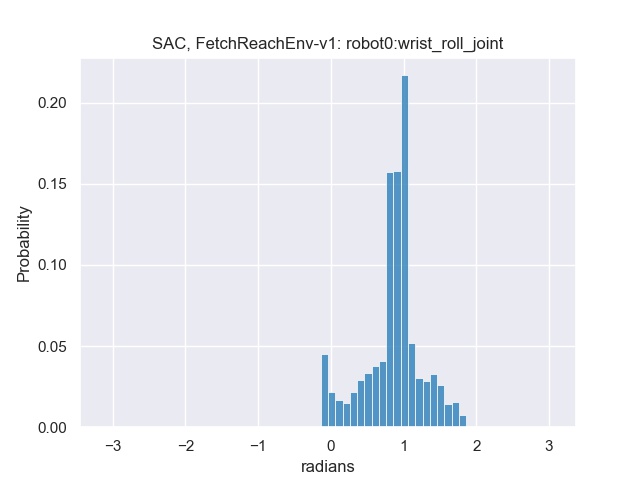 SAC, FetchReachEnv-v1: robot0:wrist_roll_joint
0.20
0.15
0.10
0.05
0.00
Probability
−3 −2 −1 0 1 2 3
radians